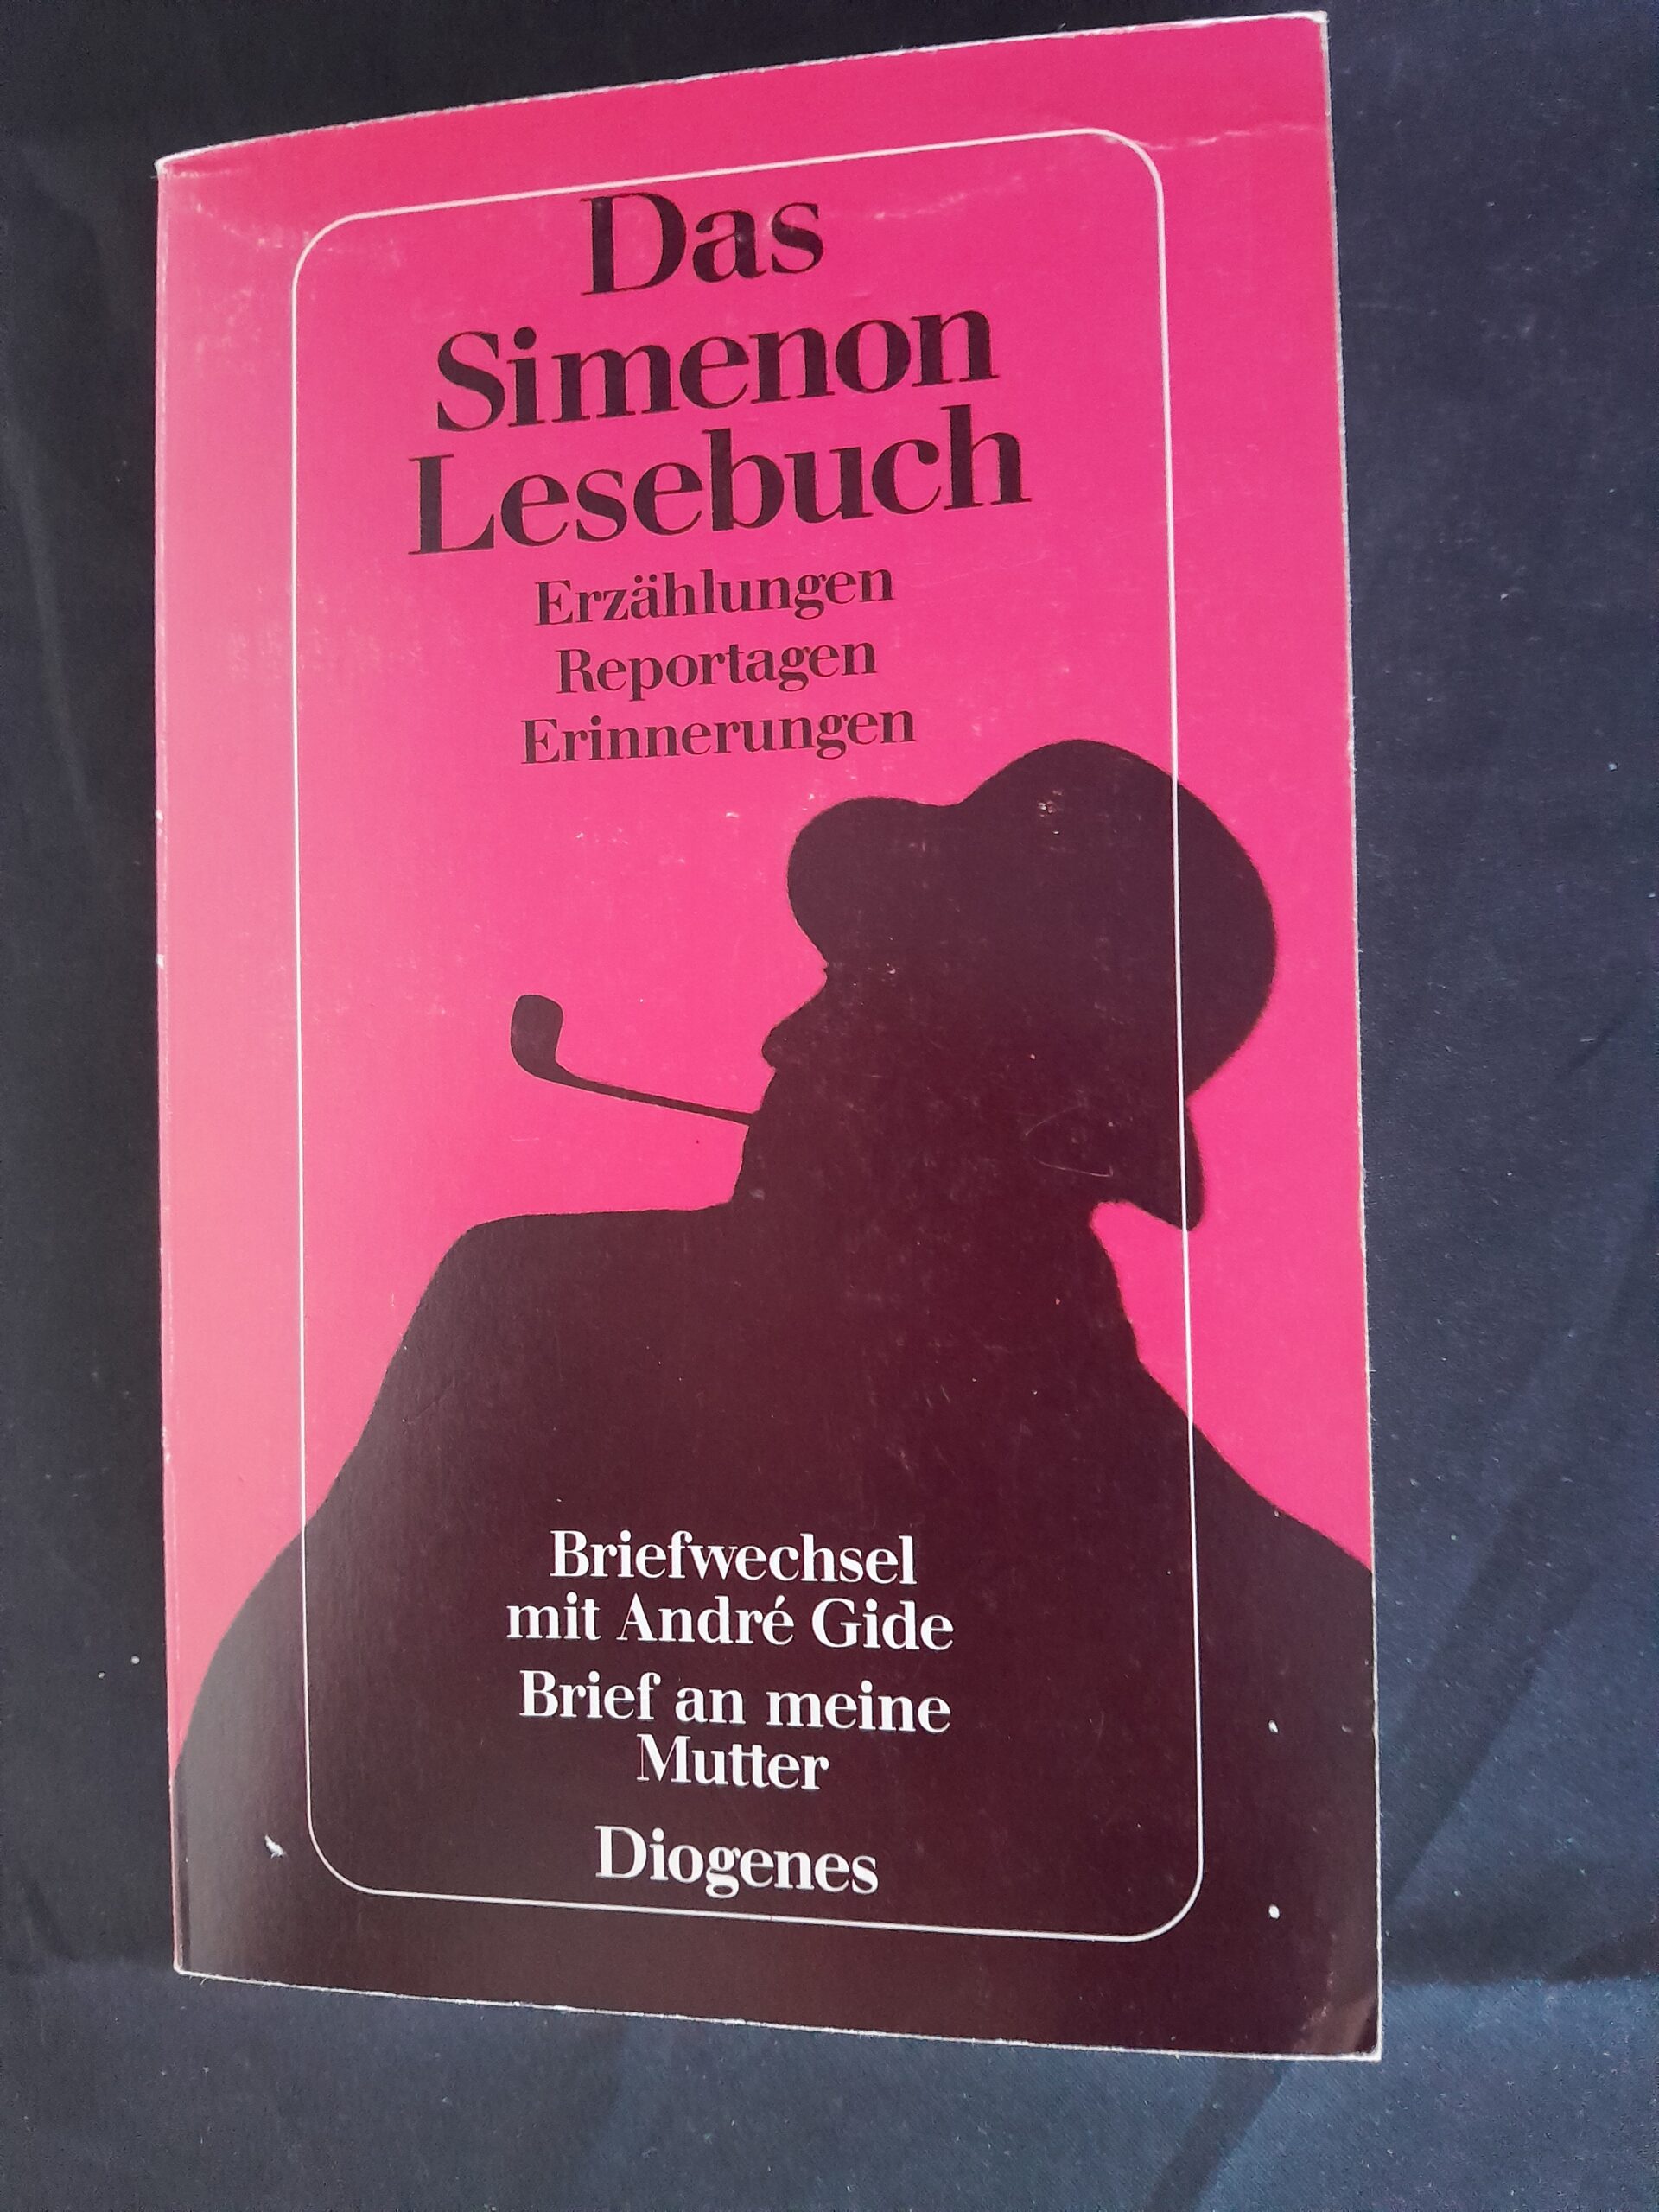 Das
Simenon
Lesebuch
Erzählungen
Reportagen
Erinnerungen
Briefwechsel
mit André Gide
Brief an meine
Mutter
Diogenes